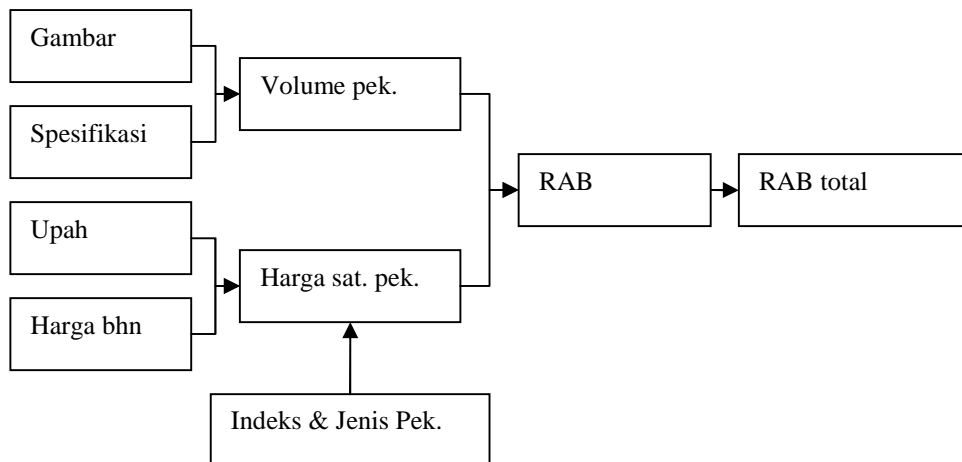 Gambar
Spesifikasi
Volume pek.
Upah
Harga bhn
Harga sat. pek.
Indeks & Jenis Pek.
RAB
RAB total